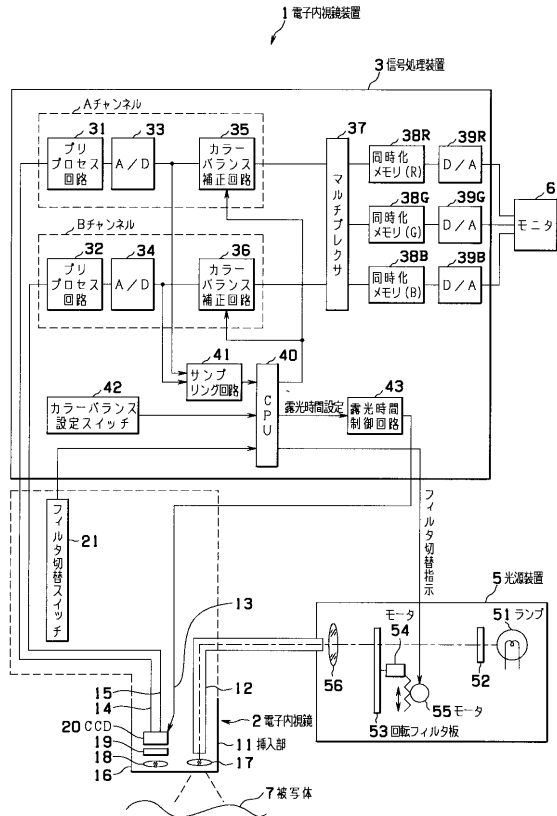 1 電子内視鏡装置
3 信号処理装置
Aチャンネル
31
33
35
37
38R
39R
プリ
プロセス
回路
A/D
カラー
バランス
補正回路
マルチプレクサ
同時化
メモリ(R)
D/A
6
モニタ
Bチャンネル
32
34
36
38G
39G
プリ
プロセス
回路
A/D
カラー
バランス
補正回路
同時化
メモリ(G)
D/A
38B
39B
同時化
メモリ(B)
D/A
41
40
サンプ
リング回路
CPU
42
カラーバランス
設定スイッチ
露光時間設定
43
露光時間
制御回路
フィルタ切替スイッチ
21
フィルタ切替指示
5 光源装置
モータ
54
51 ランプ
52
56
55
モータ
53 回転フィルタ板
13
12
15
14
20 CCD
19
18
16
2 電子内視鏡
11 挿入部
17
7 被写体